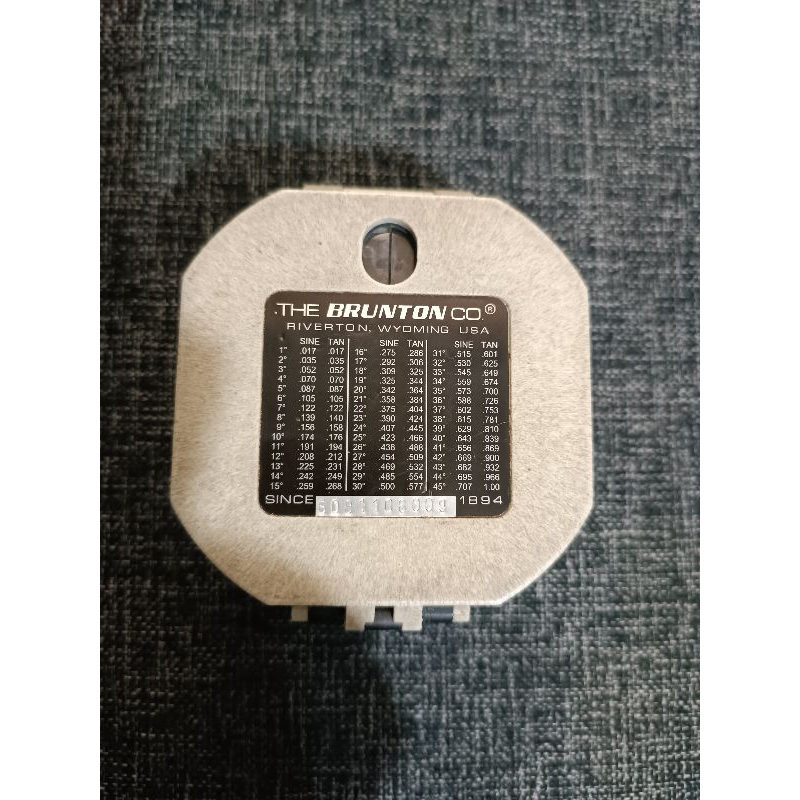 THE BRUNTON CO.®
RIVERTON, WYOMING USA
SINE TAN SINE TAN SINE TAN
1° .017 .017 16° .275 .286 31° .515 .601
2° .035 .035 17° .292 .306 32° .530 .625
3° .052 .052 18° .309 .325 33° .545 .649
4° .070 .070 19° .325 .344 34° .559 .674
5° .087 .087 20° .342 .364 35° .573 .700
6° .105 .105 21° .358 .384 36° .588 .726
7° .122 .122 22° .375 .404 37° .602 .753
8° .139 .140 23° .390 .424 38° .615 .781
9° .156 .158 24° .407 .445 39° .629 .810
10° .174 .176 25° .423 .466 40° .643 .839
11° .191 .194 26° .438 .488 41° .656 .869
12° .208 .212 27° .454 .509 42° .669 .900
13° .225 .231 28° .469 .532 43° .682 .932
14° .242 .249 29° .485 .554 44° .695 .966
15° .259 .268 30° .500 .577 45° .707 1.00
SINCE 1894